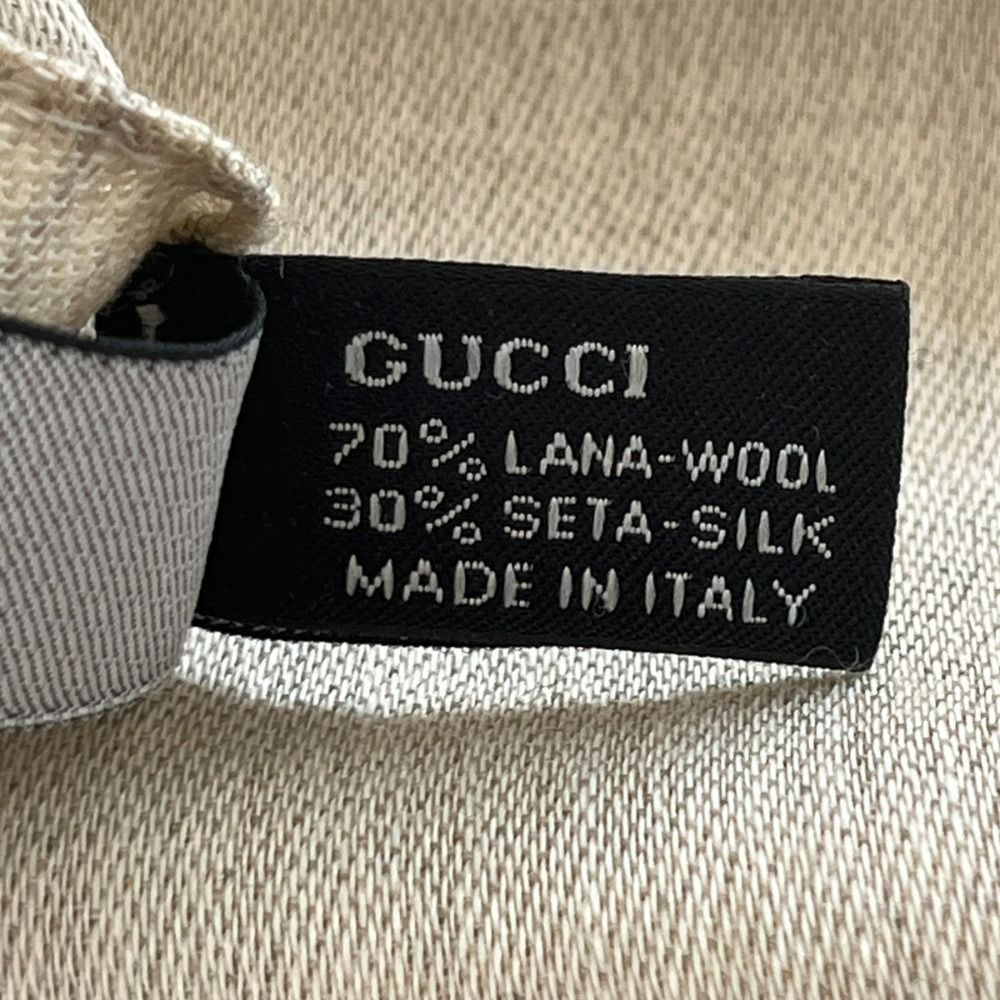 GUCCI
70% LANA-WOOL
30% SETA-SILK
MADE IN ITALY